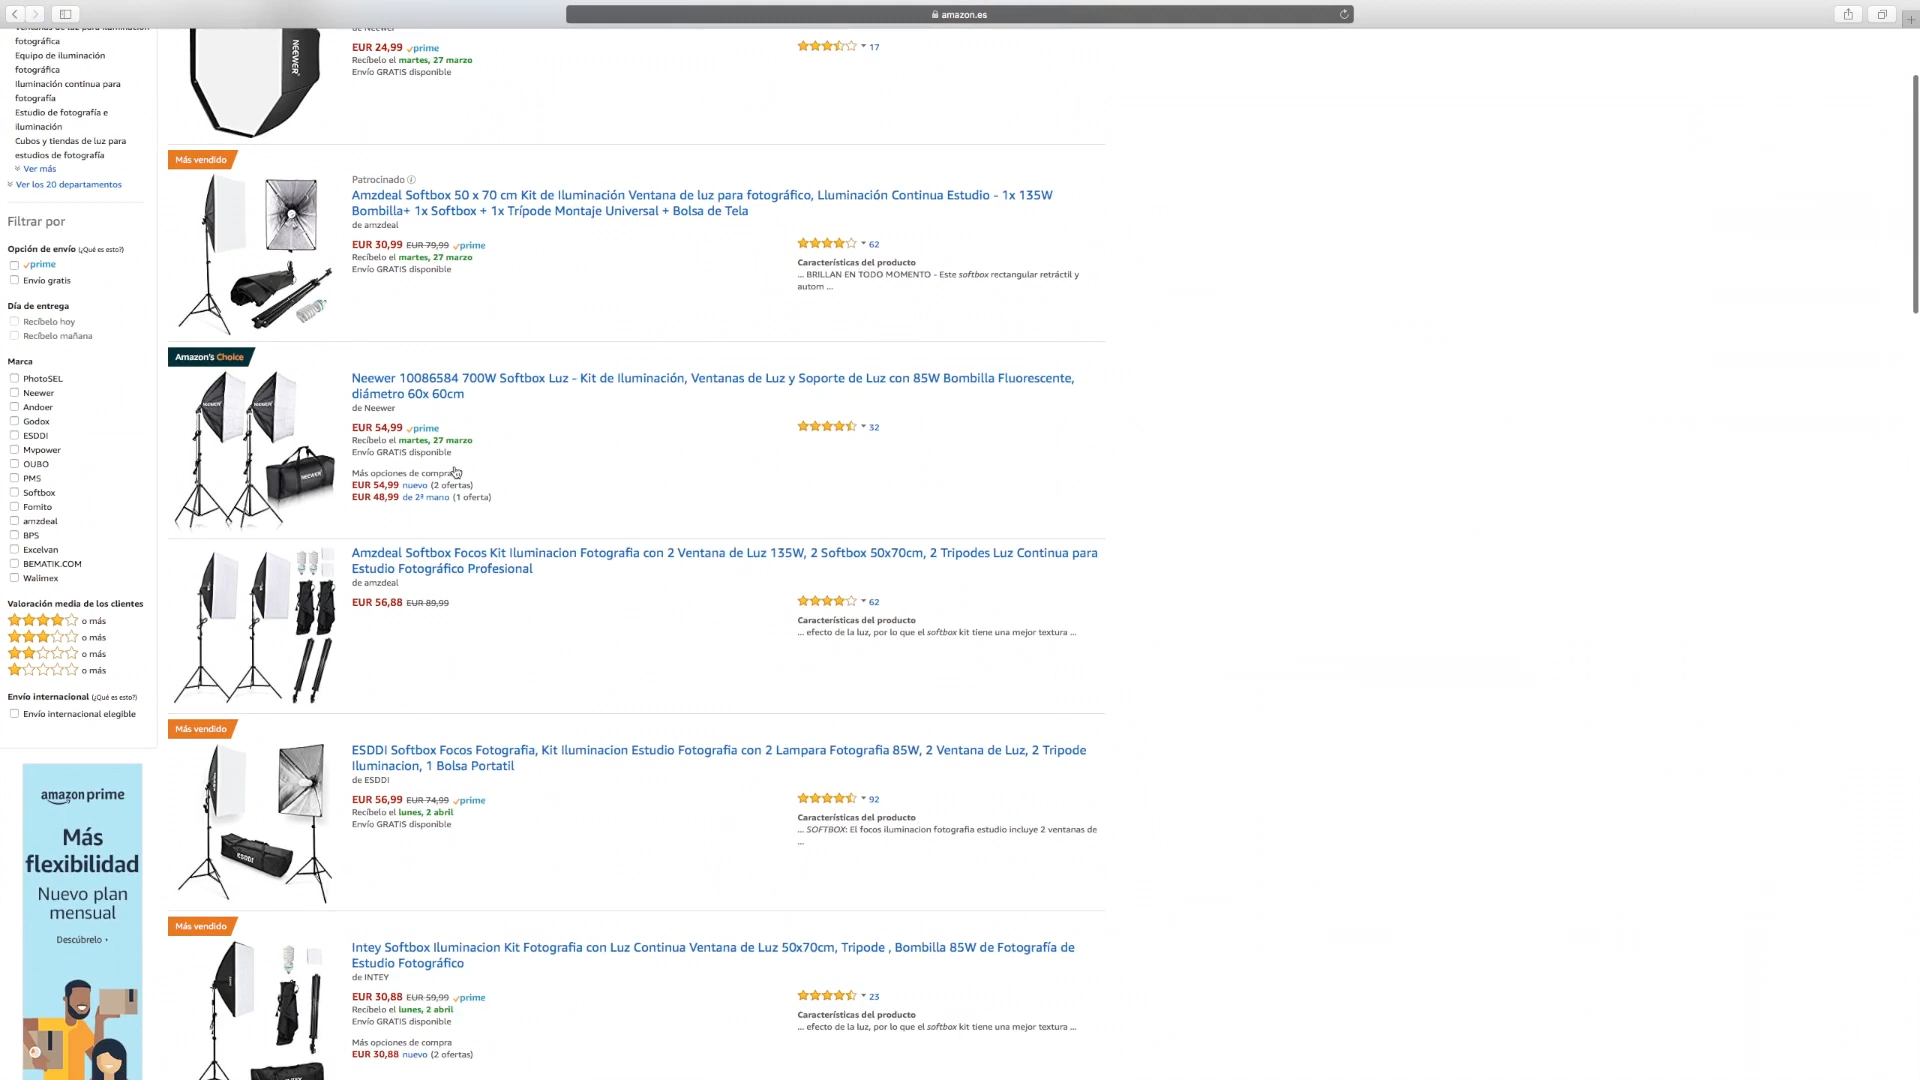 amazon.es
Ventanas de luz para iluminación
fotográfica
Equipo de iluminación
fotográfica
Iluminación continua para
fotografía
Estudio de fotografía e
iluminación
Cubos y tiendas de luz para
estudios de fotografía
Ver más
Ver los 20 departamentos
Filtrar por
Opción de envío (¿Qué es esto?)
prime
Envío gratis
Día de entrega
Recíbelo hoy
Recíbelo mañana
Marca
PhotoSEL
Neewer
Andoer
Godox
ESDDI
Mvpower
OUBO
PMS
Softbox
Fomito
amzdeal
BPS
Excelvan
BEMATIK.COM
Walimex
Valoración media de los clientes
o más
o más
o más
o más
Envío internacional (¿Qué es esto?)
Envío internacional elegible
amazon prime
Más
flexibilidad
Nuevo plan
mensual
Descúbrelo ›
NEEWER
de Neewer
EUR 24,99 prime
Recíbelo el martes, 27 marzo
Envío GRATIS disponible
17
Más vendido
Patrocinado
Amzdeal Softbox 50 x 70 cm Kit de Iluminación Ventana de luz para fotográfico, Lluminación Continua Estudio - 1x 135W
Bombilla+ 1x Softbox + 1x Trípode Montaje Universal + Bolsa de Tela
de amzdeal
EUR 30,99 EUR 79,99 prime
Recíbelo el martes, 27 marzo
Envío GRATIS disponible
62
Características del producto
... BRILLAN EN TODO MOMENTO - Este softbox rectangular retráctil y
autom ...
Amazon's Choice
NEEWER
NEEWER
NEEWER
Neewer 10086584 700W Softbox Luz - Kit de Iluminación, Ventanas de Luz y Soporte de Luz con 85W Bombilla Fluorescente,
diámetro 60x 60cm
de Neewer
EUR 54,99 prime
Recíbelo el martes, 27 marzo
Envío GRATIS disponible
32
Más opciones de compra
EUR 54,99 nuevo (2 ofertas)
EUR 48,99 de 2ª mano (1 oferta)
Amzdeal Softbox Focos Kit Iluminacion Fotografia con 2 Ventana de Luz 135W, 2 Softbox 50x70cm, 2 Tripodes Luz Continua para
Estudio Fotográfico Profesional
de amzdeal
EUR 56,88 EUR 89,99
62
Características del producto
... efecto de la luz, por lo que el softbox kit tiene una mejor textura ...
Más vendido
ESDDI
ESDDI Softbox Focos Fotografia, Kit Iluminacion Estudio Fotografia con 2 Lampara Fotografia 85W, 2 Ventana de Luz, 2 Tripode
Iluminacion, 1 Bolsa Portatil
de ESDDI
EUR 56,99 EUR 74,99 prime
Recíbelo el lunes, 2 abril
Envío GRATIS disponible
92
Características del producto
... SOFTBOX: El focos iluminacion fotografia estudio incluye 2 ventanas de
...
Más vendido
Intey Softbox Iluminacion Kit Fotografia con Luz Continua Ventana de Luz 50x70cm, Tripode , Bombilla 85W de Fotografía de
Estudio Fotográfico
de INTEY
EUR 30,88 EUR 59,99 prime
Recíbelo el lunes, 2 abril
Envío GRATIS disponible
23
Características del producto
... efecto de la luz, por lo que el softbox kit tiene una mejor textura ...
Más opciones de compra
EUR 30,88 nuevo (2 ofertas)